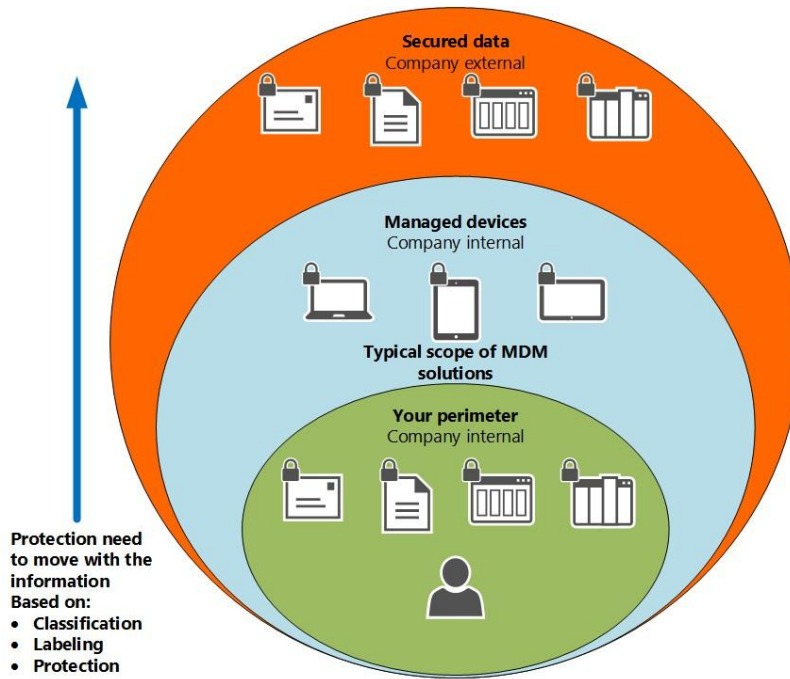 Secured data
Company external
Managed devices
Company internal
Typical scope of MDM
solutions
Your perimeter
Company internal
Protection need
to move with the
information
Based on:
• Classification
• Labeling
• Protection